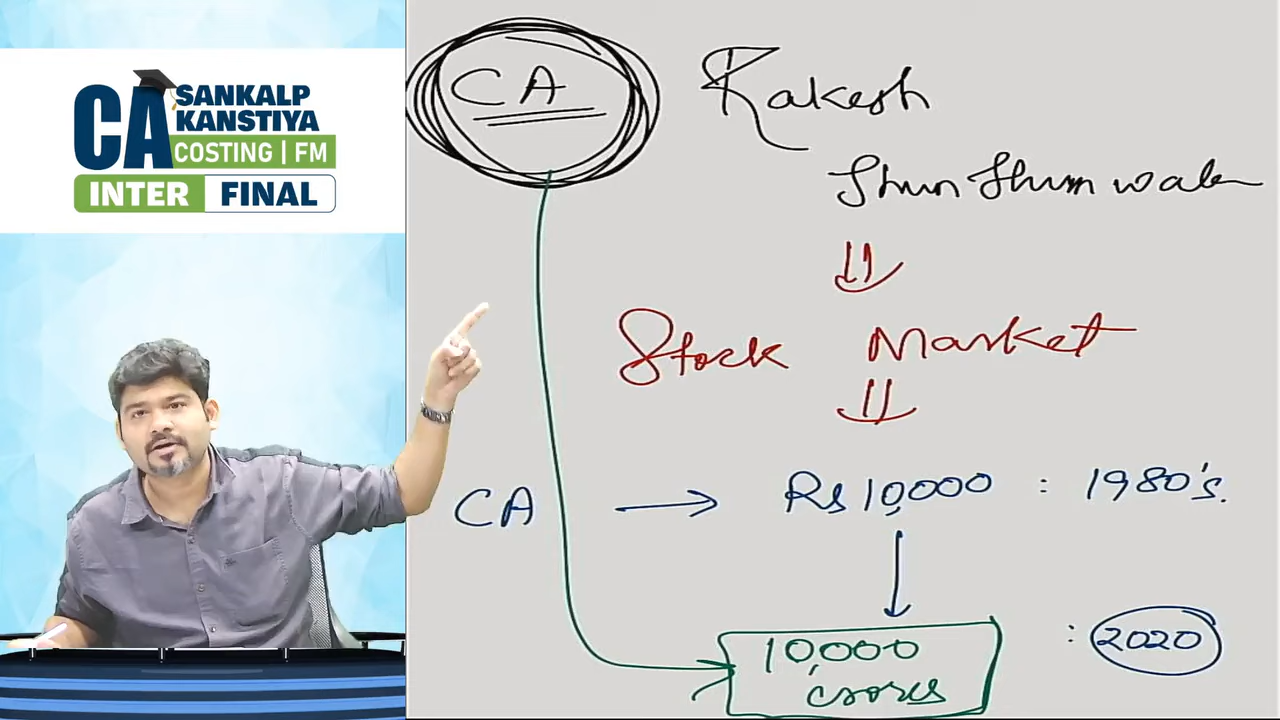 CA SANKALP KANSTIYA
COSTING | FM
INTER FINAL
CA Rakesh
Jhunjhunwala
Stock Market
CA → Rs 10,000 : 1980's.
10,000 : 2020
crores